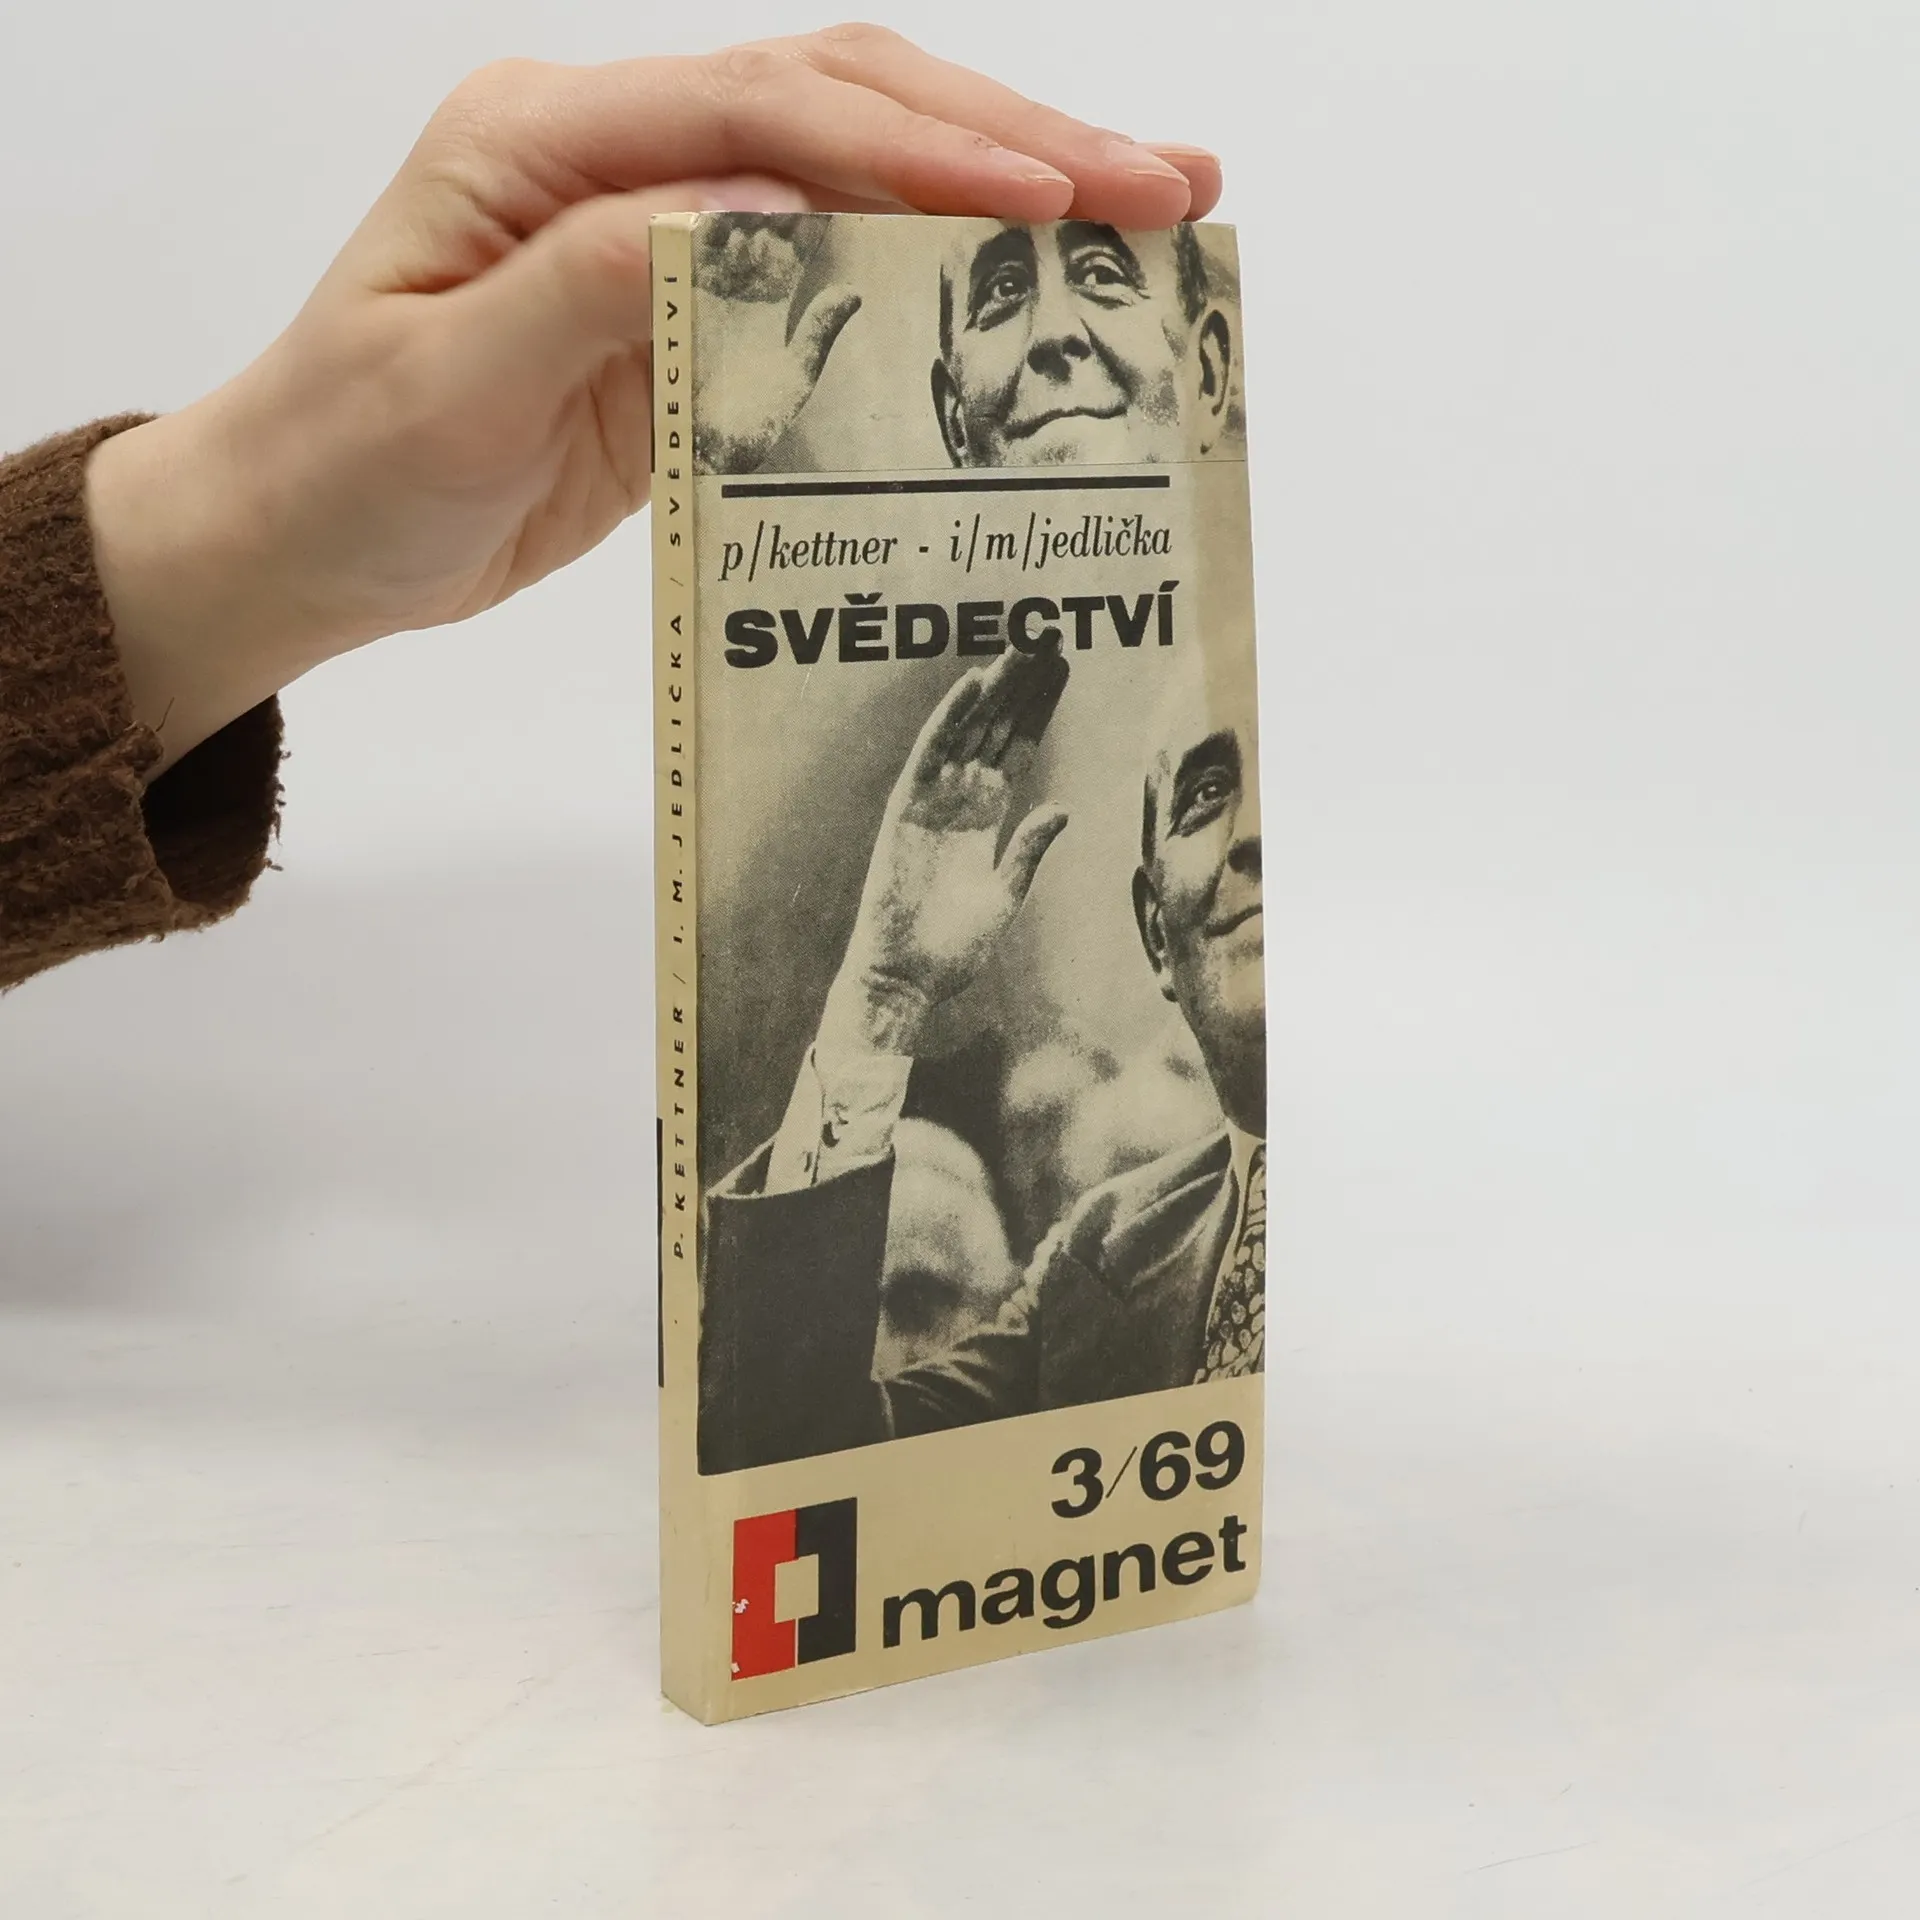 P. KETTNER / I. M. JEDLIČKA / SVĚDECTVÍ
p/kettner - i/m/jedlička
SVĚDECTVÍ
3/69
magnet